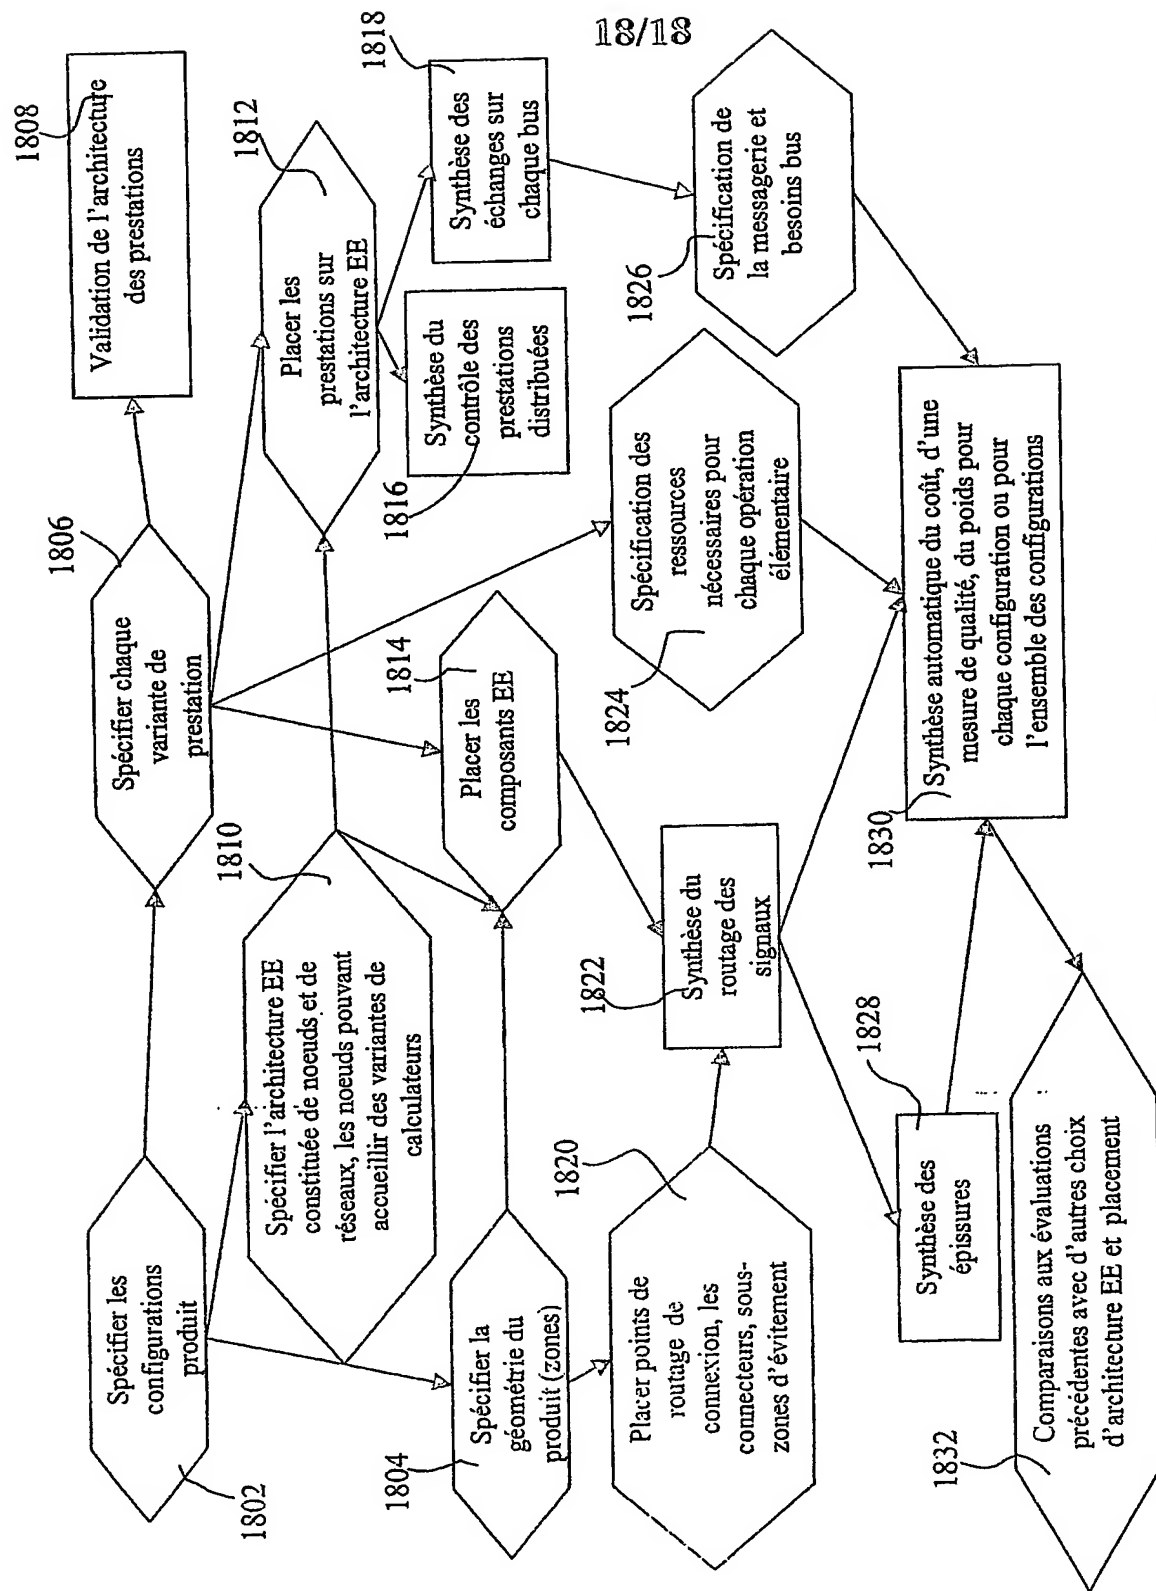 18/18
1802
Spécifier les
configurations
produit
1806
Spécifier chaque
variante de
prestation
1808
Validation de l'architecture
des prestations
1810
Spécifier l'architecture EE
constituée de noeuds et de
réseaux, les noeuds pouvant
accueillir des variantes de
calculateurs
1812
Placer les
prestations sur
l'architecture EE
1804
Spécifier la
géométrie du
produit (zones)
1814
Placer les
composants EE
1816
Synthèse du
contrôle des
prestations
distribuées
1818
Synthèse des
échanges sur
chaque bus
1820
Placer points de
routage de
connexion, les
connecteurs, sous-
zones d'évitement
1822
Synthèse du
routage des
signaux
1824
Spécification des
ressources
nécessaires pour
chaque opération
élémentaire
1826
Spécification de
la messagerie et
besoins bus
1828
Synthèse des
épissures
1830
Synthèse automatique du coût, d'une
mesure de qualité, du poids pour
chaque configuration ou pour
l'ensemble des configurations
1832
Comparaisons aux évaluations
précédentes avec d'autres choix
d'architecture EE et placement